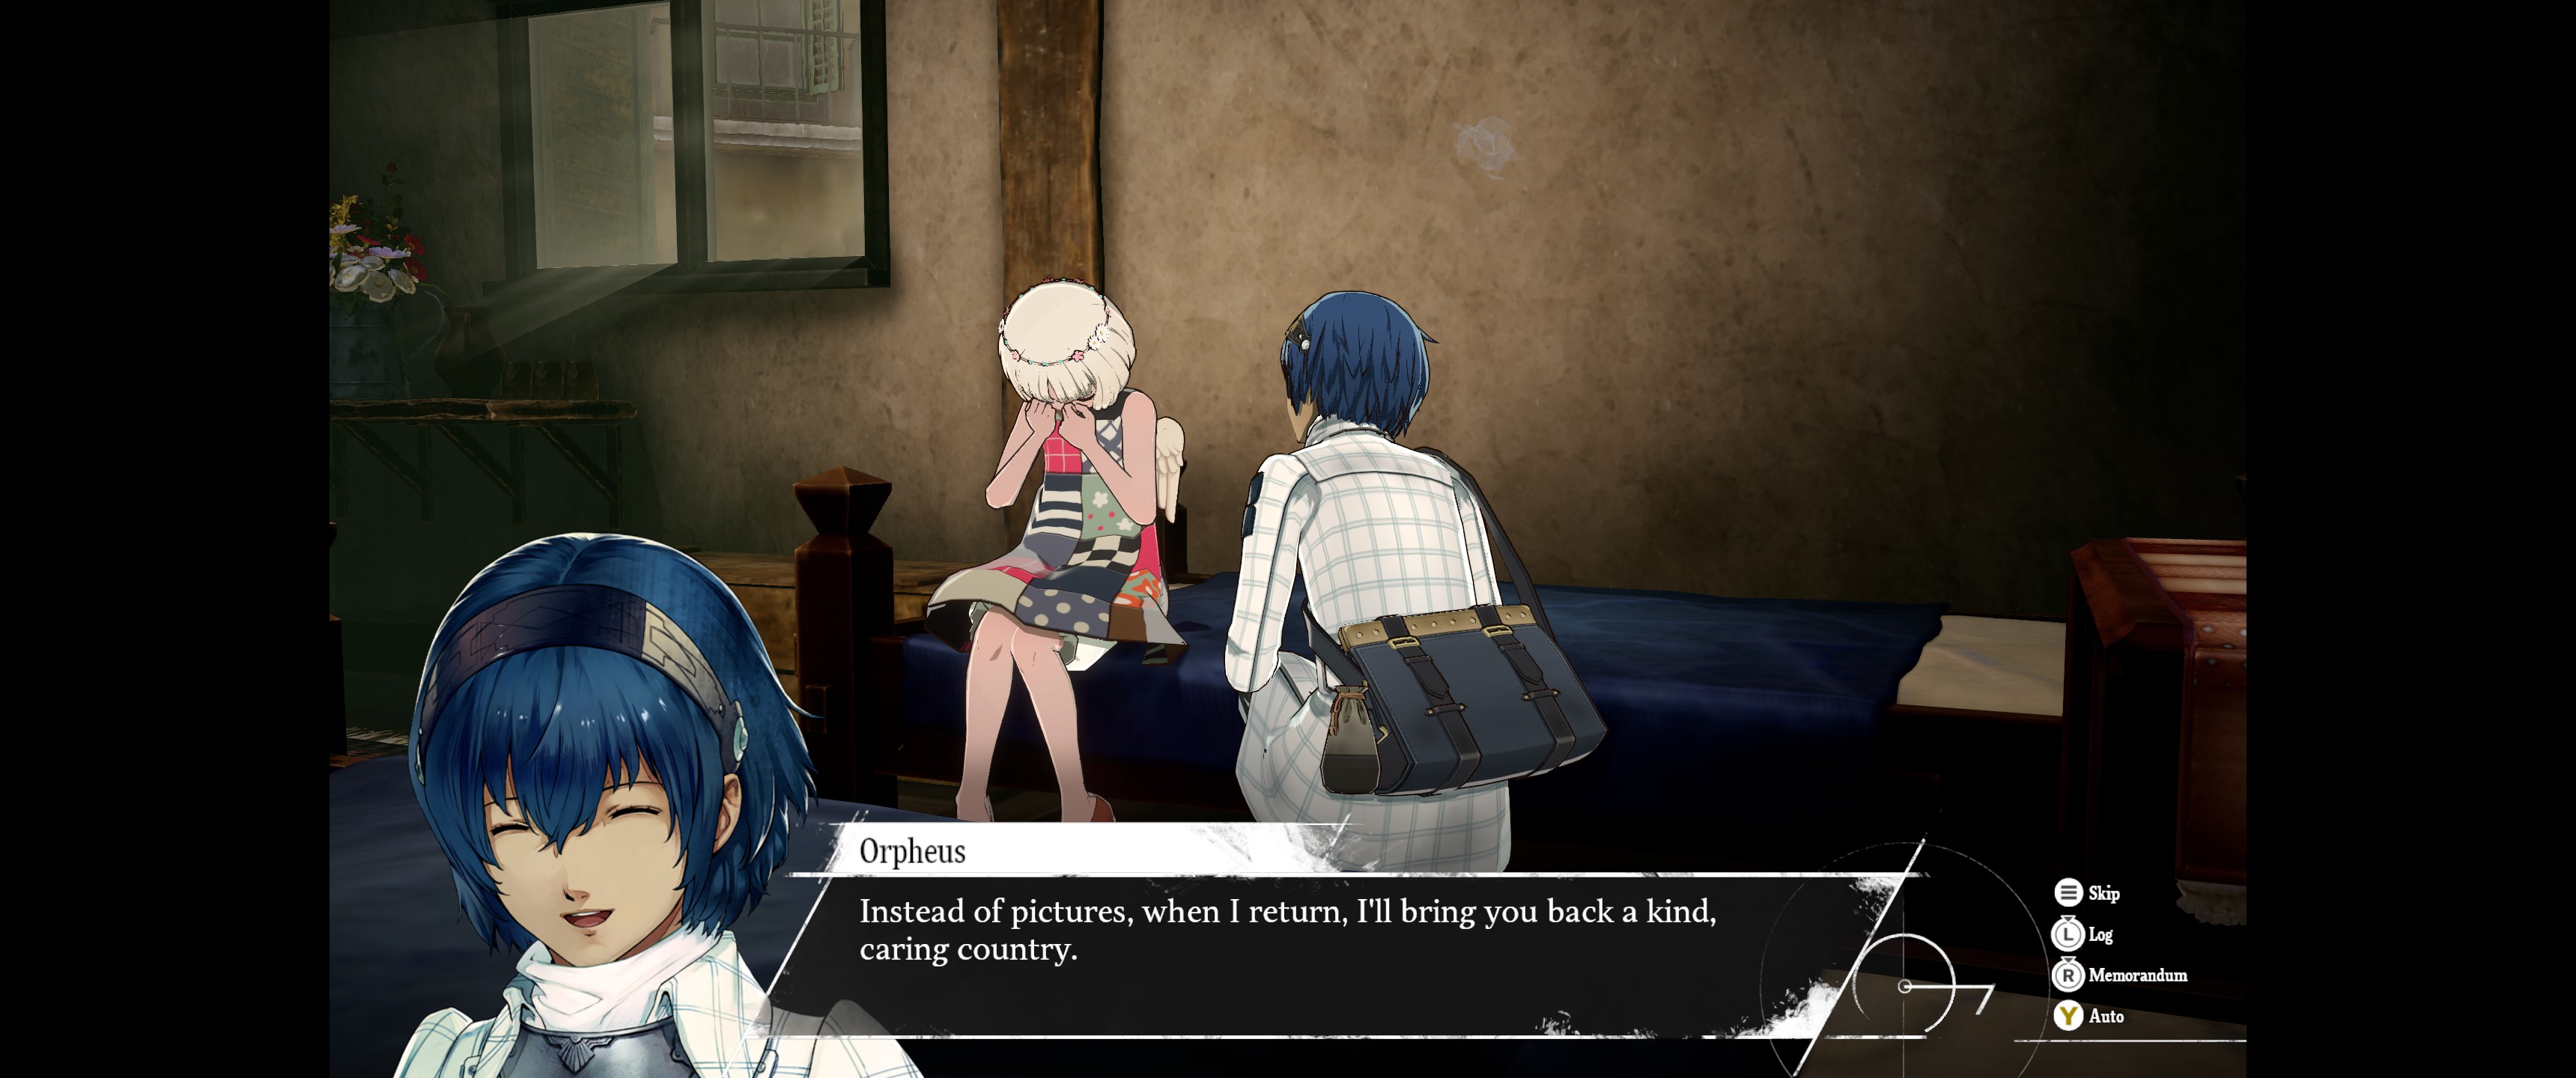 Orpheus
Instead of pictures, when I return, I'll bring you back a kind,
caring country.
Skip
L Log
R Memorandum
Y Auto